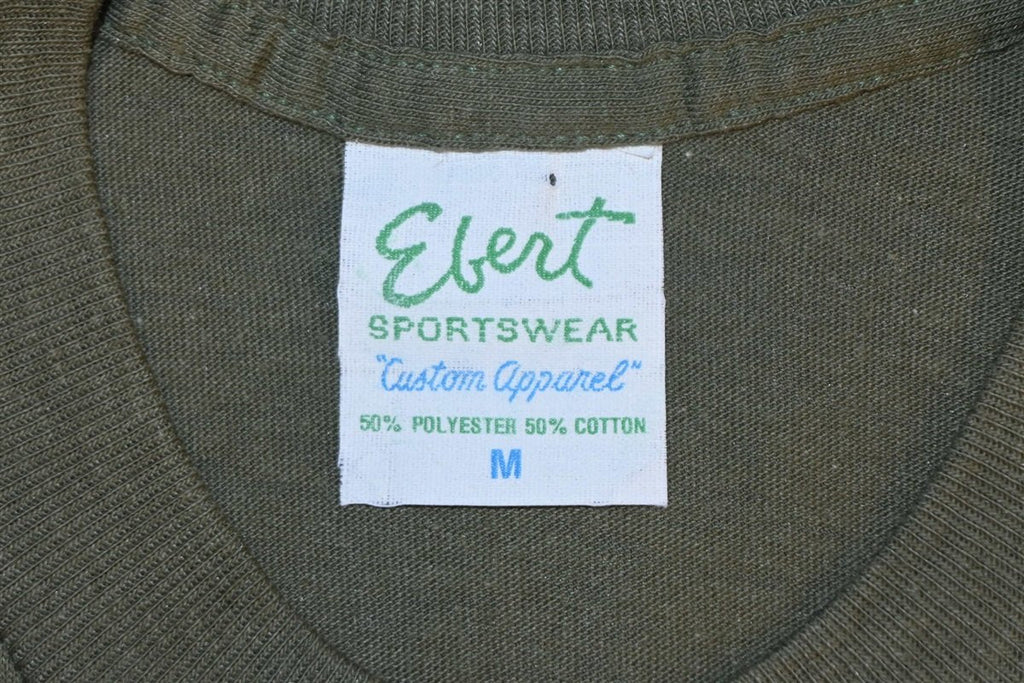 Ebert
SPORTSWEAR
"Custom Apparel"
50% POLYESTER 50% COTTON
M